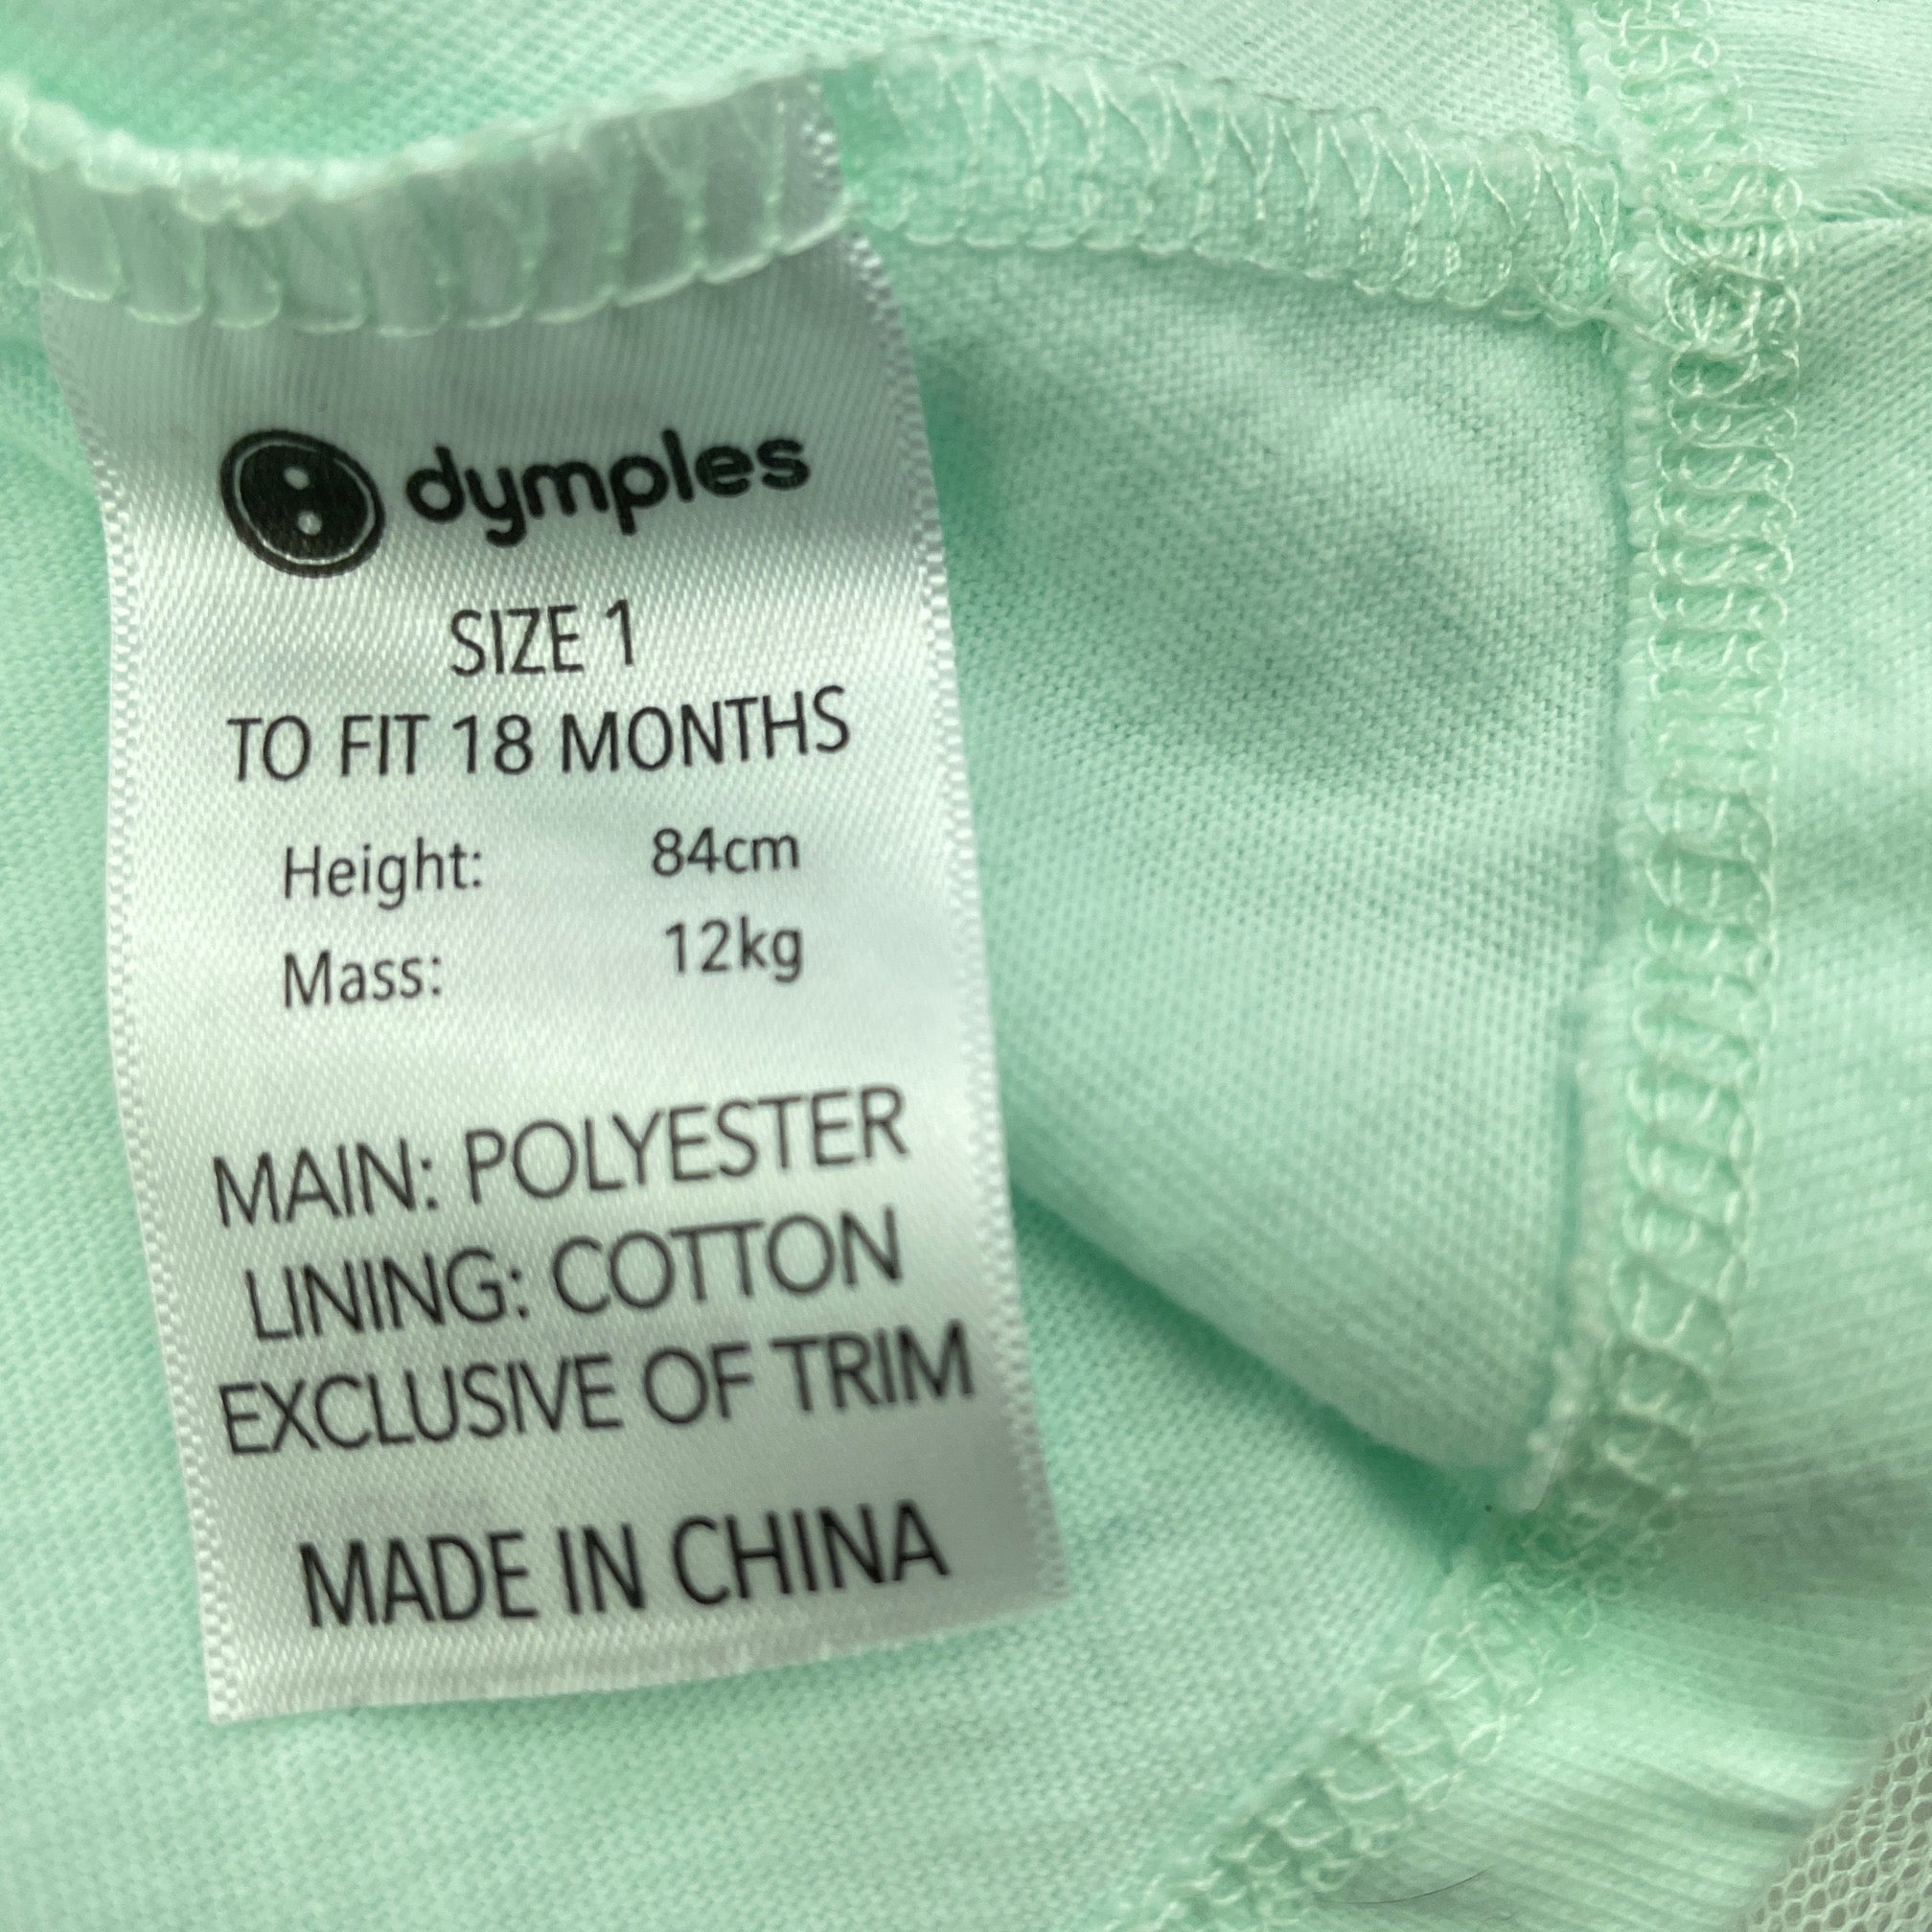 dymples
SIZE 1
TO FIT 18 MONTHS
Height: 84cm
Mass: 12kg
MAIN: POLYESTER
LINING: COTTON
EXCLUSIVE OF TRIM
MADE IN CHINA